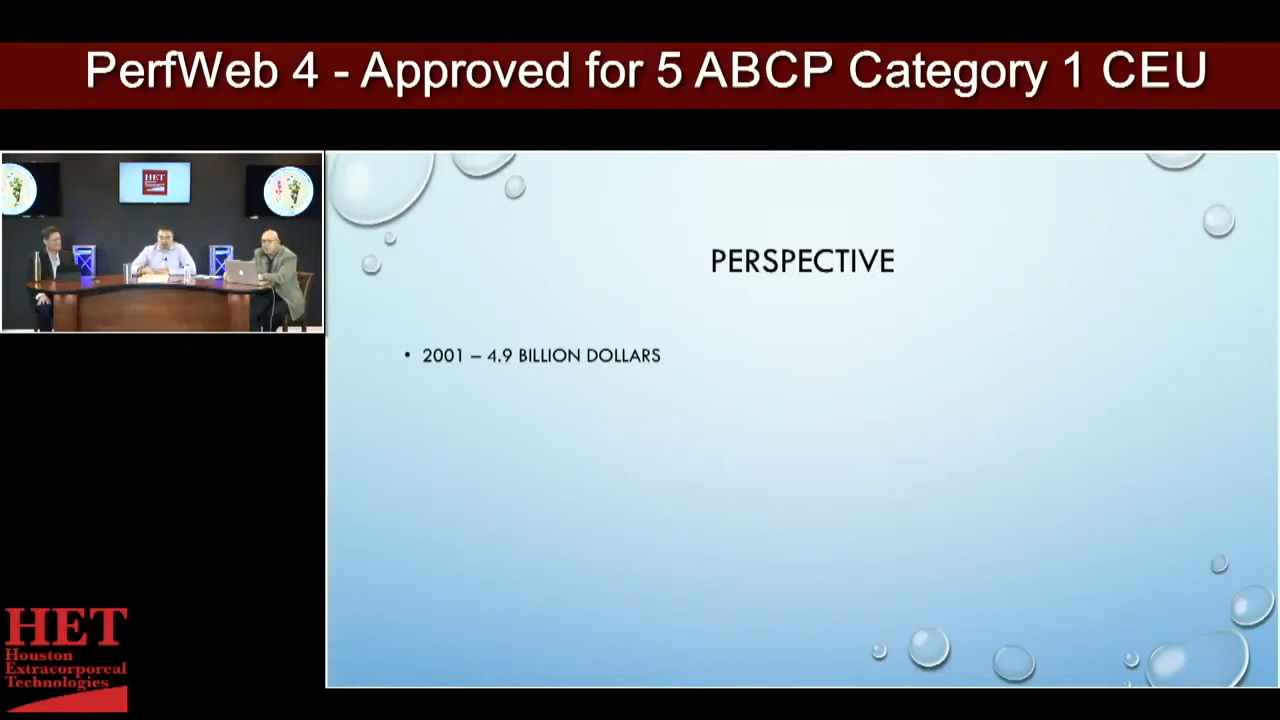 PerfWeb 4 - Approved for 5 ABCP Category 1 CEU
HET
PERSPECTIVE
• 2001 – 4.9 BILLION DOLLARS
HET
Houston
Extracorporeal
Technologies